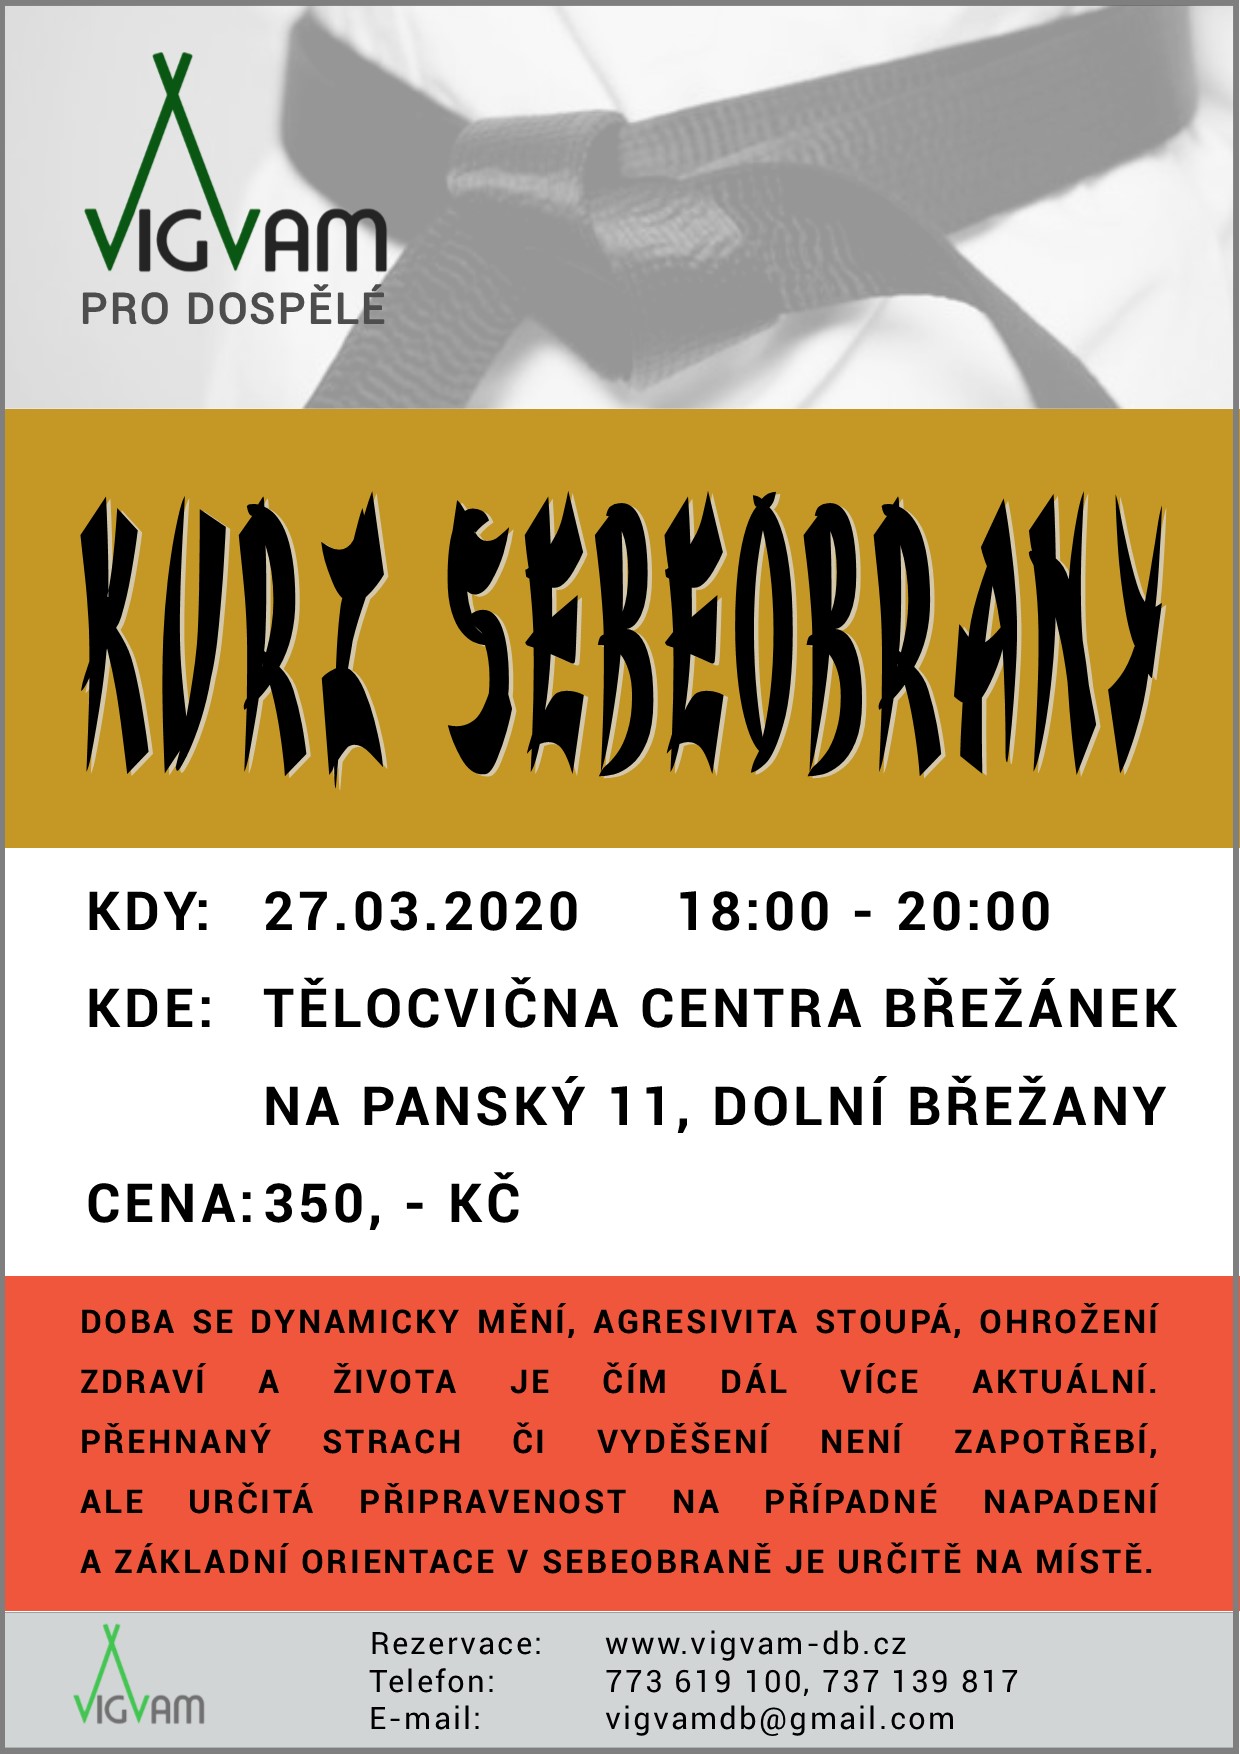 VIGVAM
PRO DOSPĚLÉ
KURZ SEBEOBRANY
KDY: 27.03.2020 18:00 - 20:00
KDE: TĚLOCVIČNA CENTRA BŘEŽÁNEK
NA PANSKÝ 11, DOLNÍ BŘEŽANY
CENA: 350, - KČ
DOBA SE DYNAMICKY MĚNÍ, AGRESIVITA STOUPÁ, OHROŽENÍ
ZDRAVÍ A ŽIVOTA JE ČÍM DÁL VÍCE AKTUÁLNÍ.
PŘEHNANÝ STRACH ČI VYDĚŠENÍ NENÍ ZAPOTŘEBÍ,
ALE URČITÁ PŘIPRAVENOST NA PŘÍPADNÉ NAPADENÍ
A ZÁKLADNÍ ORIENTACE V SEBEOBRANĚ JE URČITĚ NA MÍSTĚ.
VIGVAM
Rezervace: www.vigvam-db.cz
Telefon: 773 619 100, 737 139 817
E-mail: vigvamdb@gmail.com